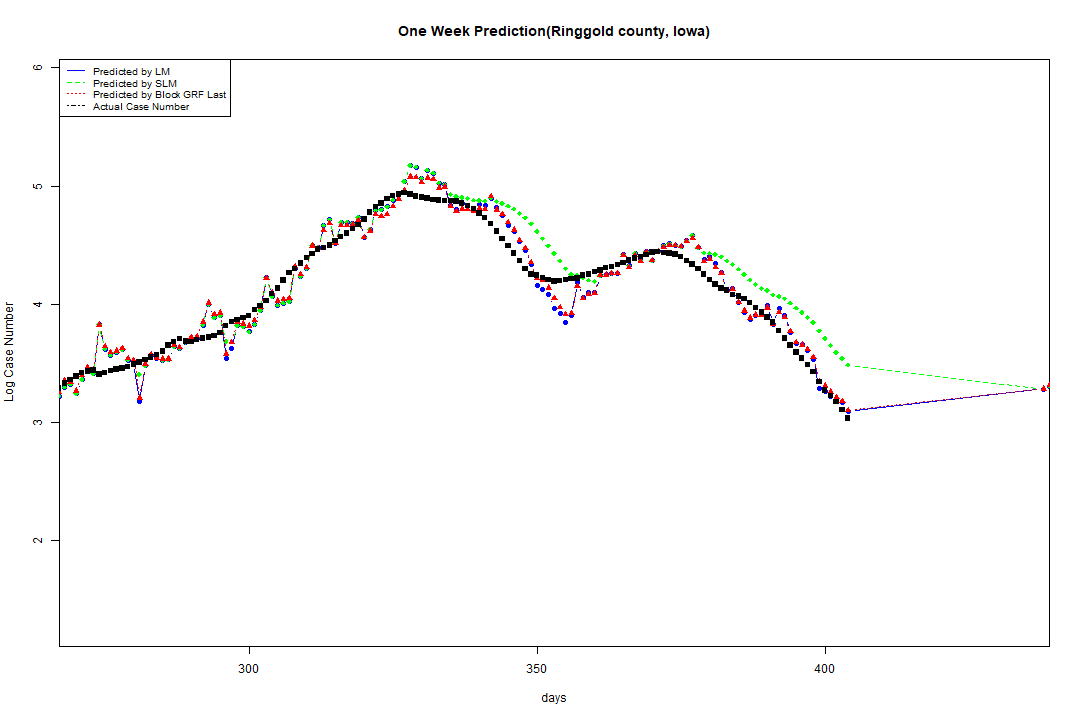 One Week Prediction(Ringgold county, Iowa)
Predicted by LM
Predicted by SLM
Predicted by Block GRF Last
Actual Case Number
6
5
4
3
2
Log Case Number
300
350
400
days